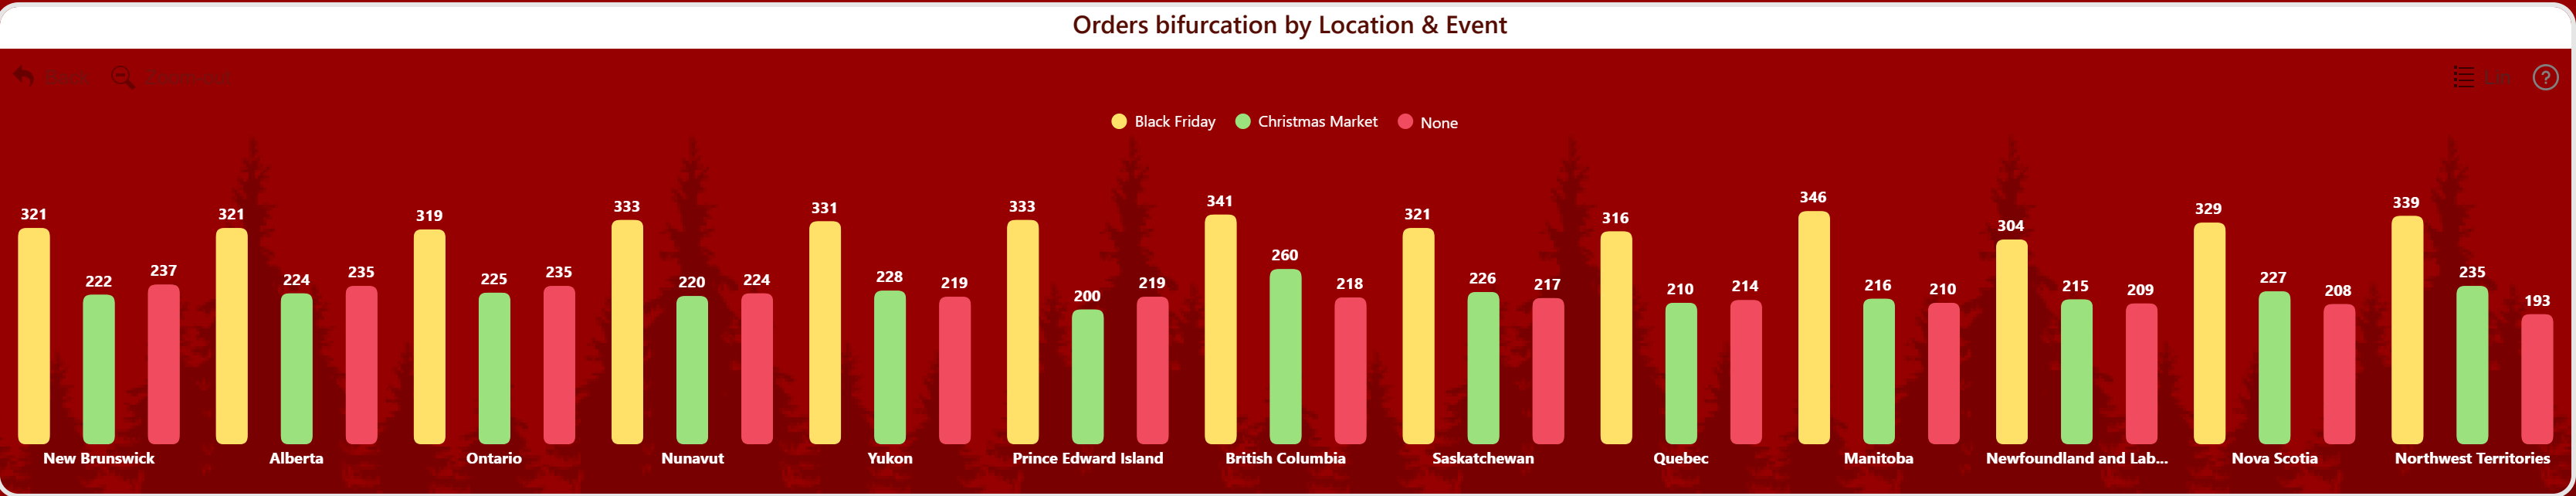 Orders bifurcation by Location & Event
Back
?
Black Friday Christmas Market None
321 222 237 321 224 235 319 225 235 333 220 224 331 228 219 333 200 219 341 260 218 321 226 217 316 210 214 346 216 210 304 215 209 329 227 208 339 235 193
New Brunswick Alberta Ontario Nunavut Yukon Prince Edward Island British Columbia Saskatchewan Quebec Manitoba Newfoundland and Lab... Nova Scotia Northwest Territories